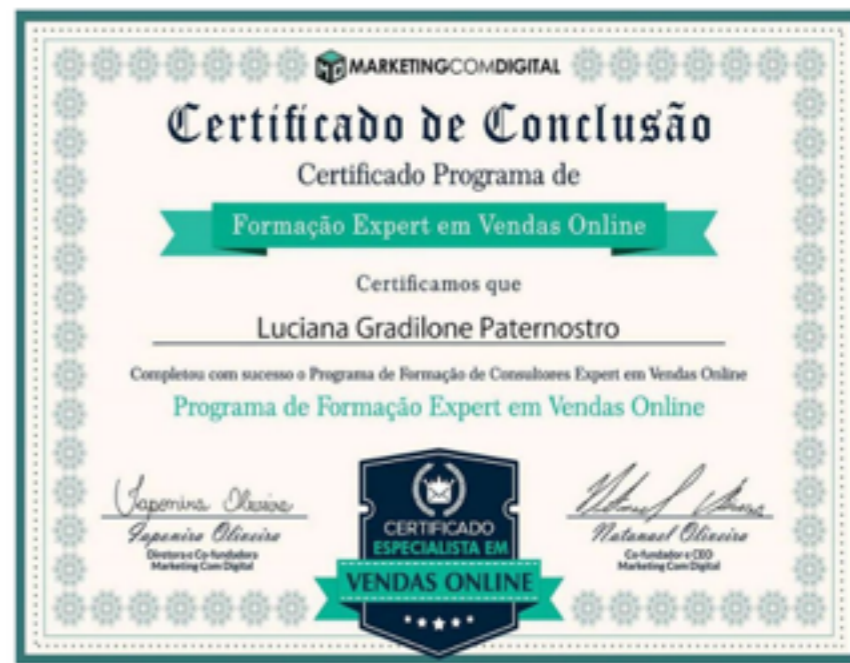 MARKETINGCOMDIGITAL
Certificado de Conclusão
Certificado Programa de
Formação Expert em Vendas Online
Certificamos que
Luciana Gradilone Paternostro
Completou com sucesso o Programa de Formação de Consultores Expert em Vendas Online
Programa de Formação Expert em Vendas Online
Japonira Oliveira
Diretora e Co-fundadora
Marketing Com Digital
CERTIFICADO
ESPECIALISTA EM
VENDAS ONLINE
Natanael Oliveira
Co-fundador e CEO
Marketing Com Digital